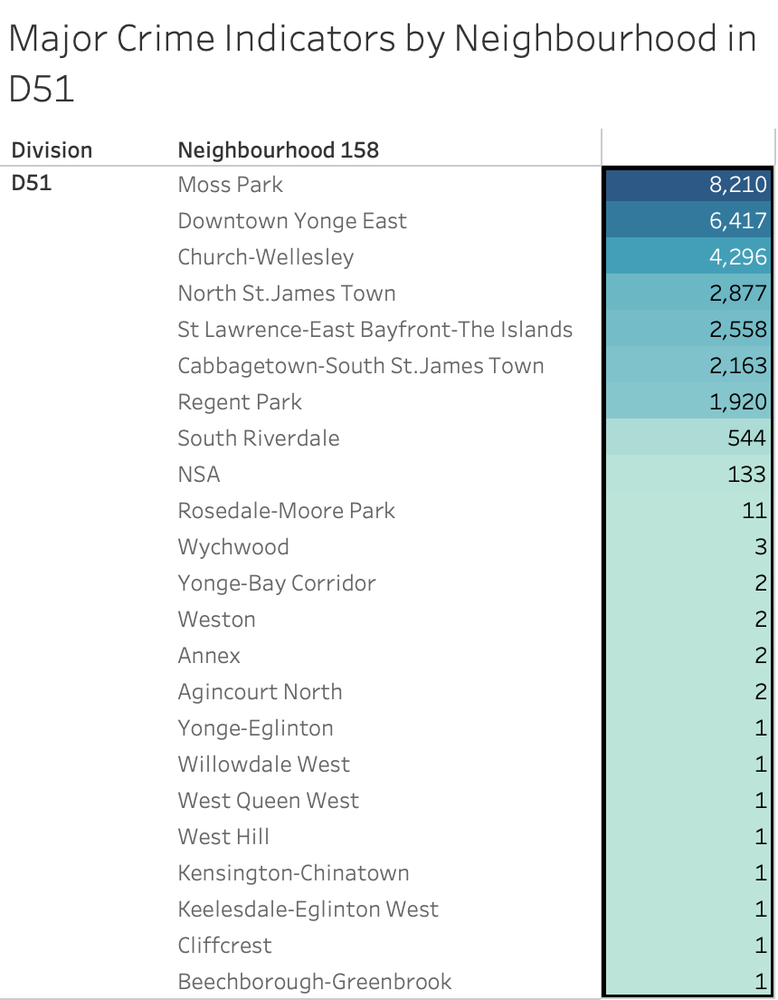 Major Crime Indicators by Neighbourhood in
D51
Division Neighbourhood 158
D51 Moss Park 8,210
Downtown Yonge East 6,417
Church-Wellesley 4,296
North St.James Town 2,877
St Lawrence-East Bayfront-The Islands 2,558
Cabbagetown-South St.James Town 2,163
Regent Park 1,920
South Riverdale 544
NSA 133
Rosedale-Moore Park 11
Wychwood 3
Yonge-Bay Corridor 2
Weston 2
Annex 2
Agincourt North 2
Yonge-Eglinton 1
Willowdale West 1
West Queen West 1
West Hill 1
Kensington-Chinatown 1
Keelesdale-Eglinton West 1
Cliffcrest 1
Beechborough-Greenbrook 1